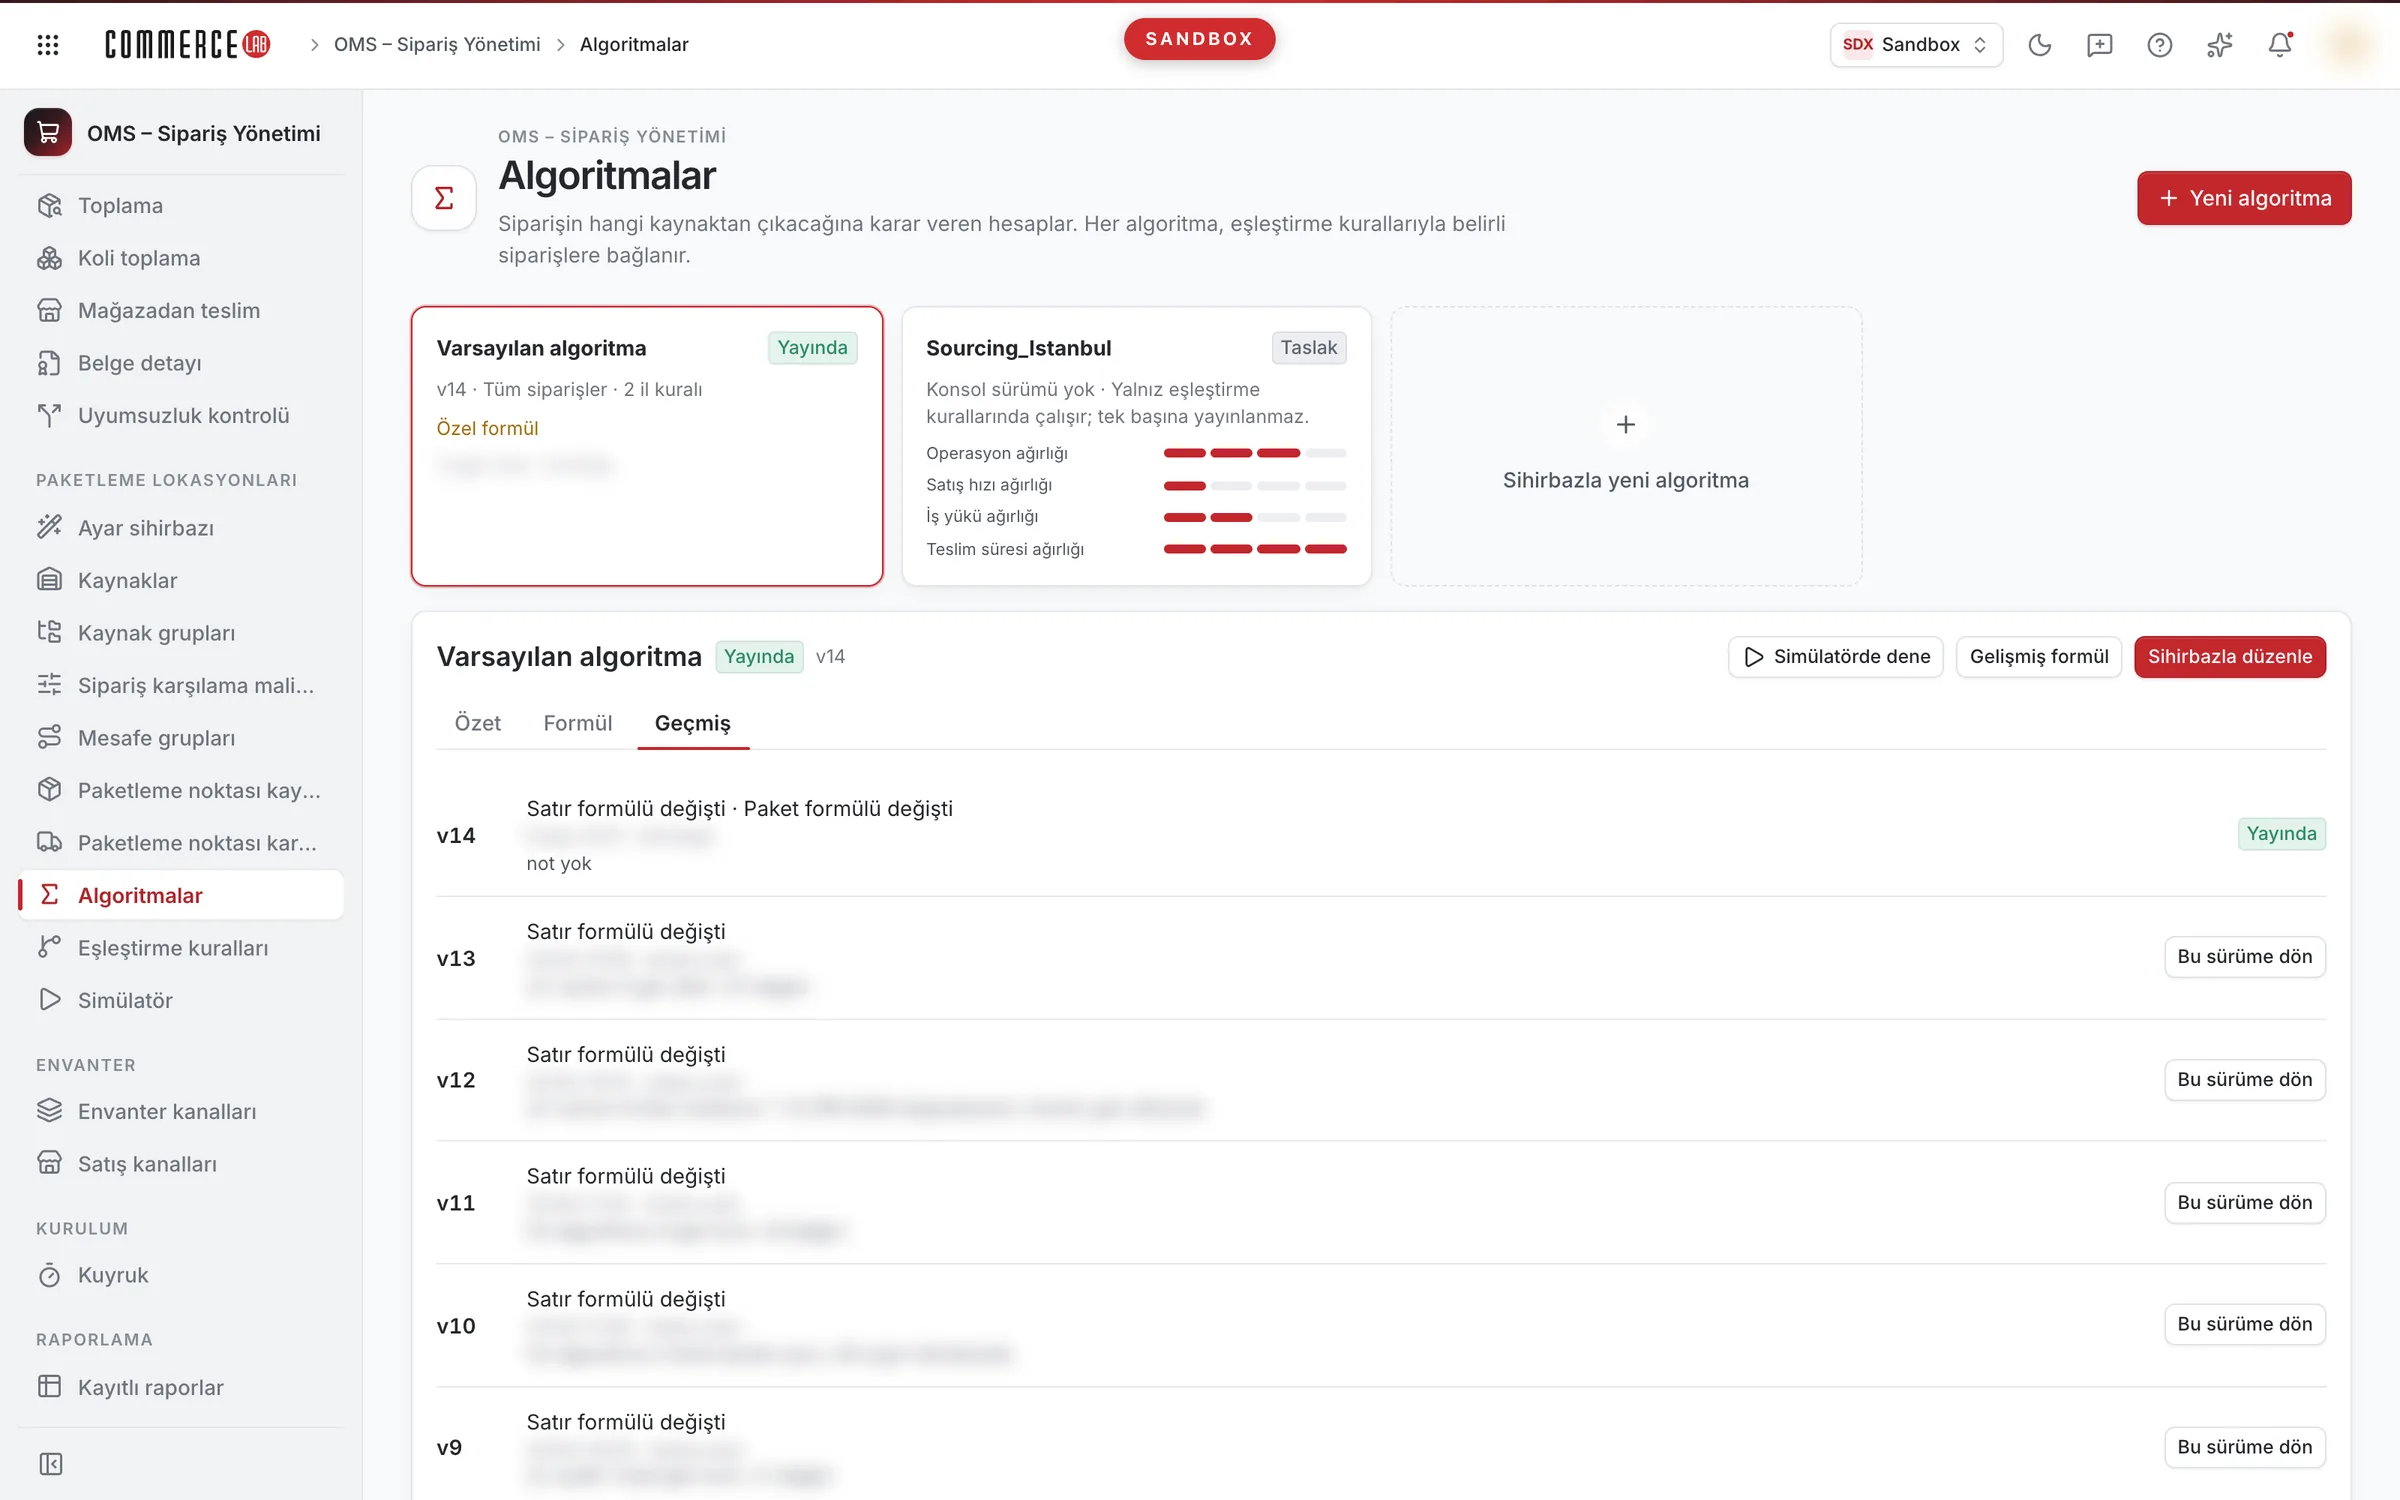 COMMERCE LAB
OMS – Sipariş Yönetimi
Algoritmalar
SANDBOX
SDX Sandbox
OMS – Sipariş Yönetimi
Toplama
Koli toplama
Mağazadan teslim
Belge detayı
Uyumsuzluk kontrolü
PAKETLEME LOKASYONLARI
Ayar sihirbazı
Kaynaklar
Kaynak grupları
Sipariş karşılama mali...
Mesafe grupları
Paketleme noktası kay...
Paketleme noktası kar...
Algoritmalar
Eşleştirme kuralları
Simülatör
ENVANTER
Envanter kanalları
Satış kanalları
KURULUM
Kuyruk
RAPORLAMA
Kayıtlı raporlar
OMS – SİPARİŞ YÖNETİMİ
Algoritmalar
Siparişin hangi kaynaktan çıkacağına karar veren hesaplar. Her algoritma, eşleştirme kurallarıyla belirli
siparişlere bağlanır.
+ Yeni algoritma
Varsayılan algoritma
Yayında
v14 · Tüm siparişler · 2 il kuralı
Özel formül
Sourcing_Istanbul
Taslak
Konsol sürümü yok · Yalnız eşleştirme
kurallarında çalışır; tek başına yayınlanmaz.
Operasyon ağırlığı
Satış hızı ağırlığı
İş yükü ağırlığı
Teslim süresi ağırlığı
Sihirbazla yeni algoritma
Varsayılan algoritma
Yayında
v14
Simülatörde dene
Gelişmiş formül
Sihirbazla düzenle
Özet
Formül
Geçmiş
v14
Satır formülü değişti · Paket formülü değişti
not yok
Yayında
v13
Satır formülü değişti
Bu sürüme dön
v12
Satır formülü değişti
Bu sürüme dön
v11
Satır formülü değişti
Bu sürüme dön
v10
Satır formülü değişti
Bu sürüme dön
v9
Satır formülü değişti
Bu sürüme dön